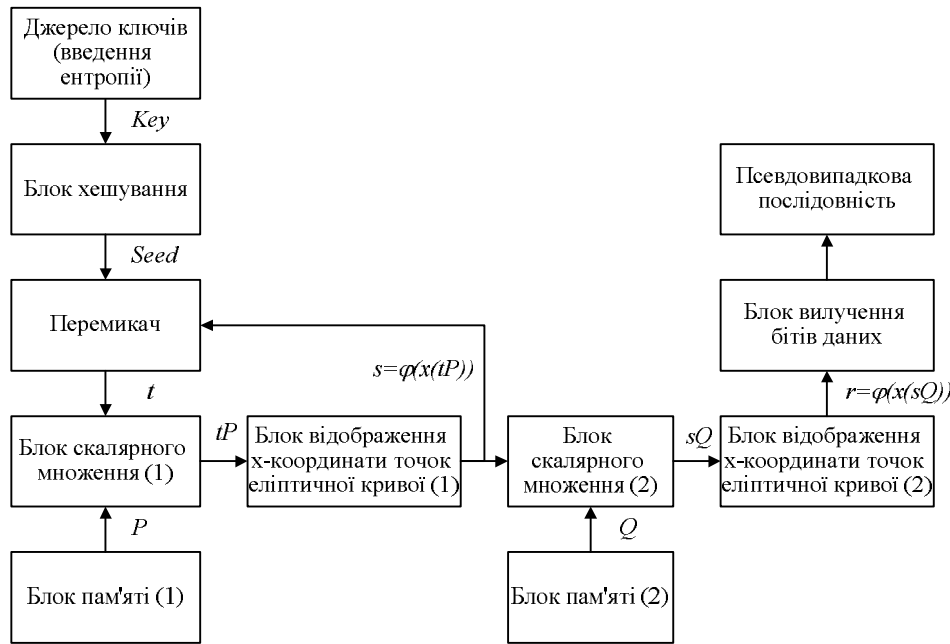 Джерело ключів
(введення
ентропії)
Key
Блок хешування
Seed
Перемикач
t
Блок скалярного
множення (1)
P
Блок пам'яті (1)
tP
Блок відображення
x-координати точок
еліптичної кривої (1)
s=φ(x(tP))
Блок
скалярного
множення (2)
Q
Блок пам'яті (2)
sQ
Блок відображення
x-координати точок
еліптичної кривої (2)
r=φ(x(sQ))
Блок вилучення
бітів даних
Псевдовипадкова
послідовність